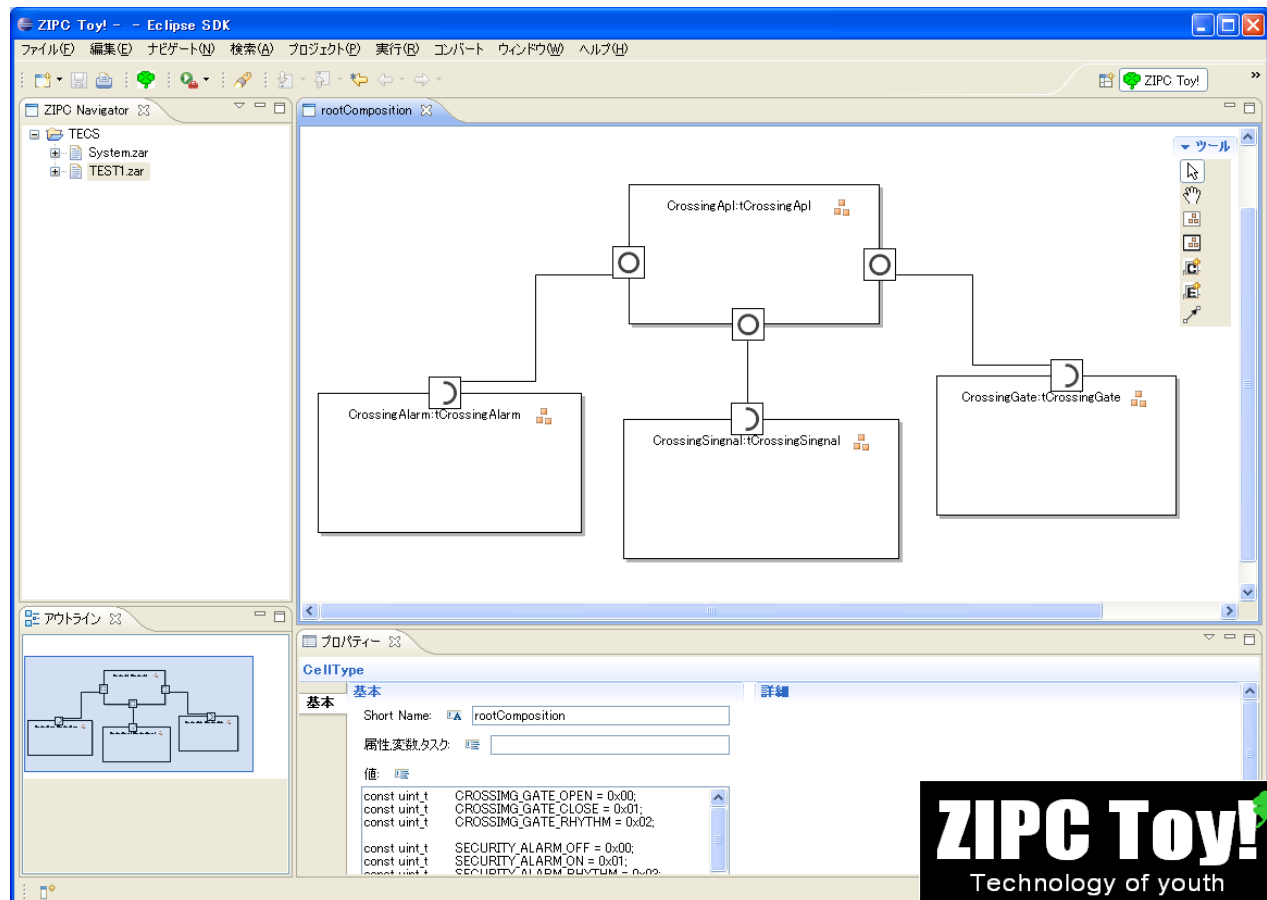 ZIPC Toy! - - Eclipse SDK
ファイル(F) 編集(E) ナビゲート(N) 検索(A) プロジェクト(P) 実行(R) コンバート ウィンドウ(W) ヘルプ(H)
ZIPC Toy!
»
ZIPC Navigator
TECS
System.zar
TEST1.zar
rootComposition
ツール
CrossingApl:tCrossingApl
CrossingAlarm:tCrossingAlarm
CrossingSingnal:tCrossingSingnal
CrossingGate:tCrossingGate
C
E
アウトライン
プロパティー
CellType
基本
基本
詳細
Short Name:
rootComposition
属性,変数,タスク:
値:
const uint_t CROSSIMG_GATE_OPEN = 0x00;
const uint_t CROSSIMG_GATE_CLOSE = 0x01;
const uint_t CROSSIMG_GATE_RHYTHM = 0x02;
const uint_t SECURITY_ALARM_OFF = 0x00;
const uint_t SECURITY_ALARM_ON = 0x01;
const uint_t SECURITY_ALARM_RHYTHM = 0x02;
ZIPC Toy!
Technology of youth